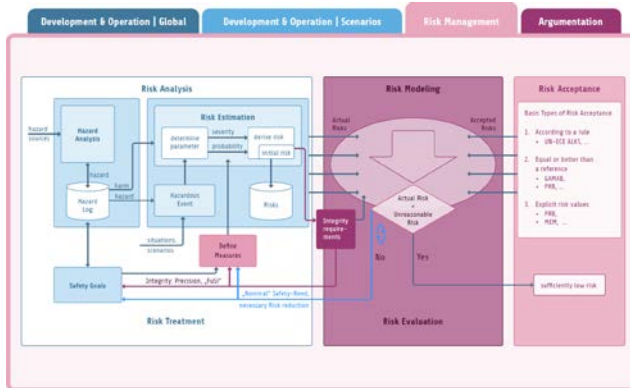 Development & Operation | Global
Development & Operation | Scenarios
Risk Management
Argumentation
Risk Analysis
Risk Modeling
Risk Acceptance
hazard
sources
Hazard
Analysis
hazard
Hazard
Log
harm
hazard
Risk Estimation
determine
parameter
severity
probability
derive risk
initial risk
Hazardous
Event
Risks
situations,
scenarios
Define
Measures
Safety Goals
Integrity: Precision, „FuSi“
„Nominal“ Safety-Need,
necessary Risk reduction
Risk Treatment
Actual
Risks
Accepted
Risks
Actual Risk
<
Unreasonable
Risk
Integrity
require-
ments
No
Yes
Risk Evaluation
Basis Types of Risk Acceptance
1. According to a rule
• UN-ECE ALKS, ...
2. Equal or better than
a reference
• GAMAB,
• PRB, ...
3. Explicit risk values
• PRB,
• MEM, ...
sufficiently low risk